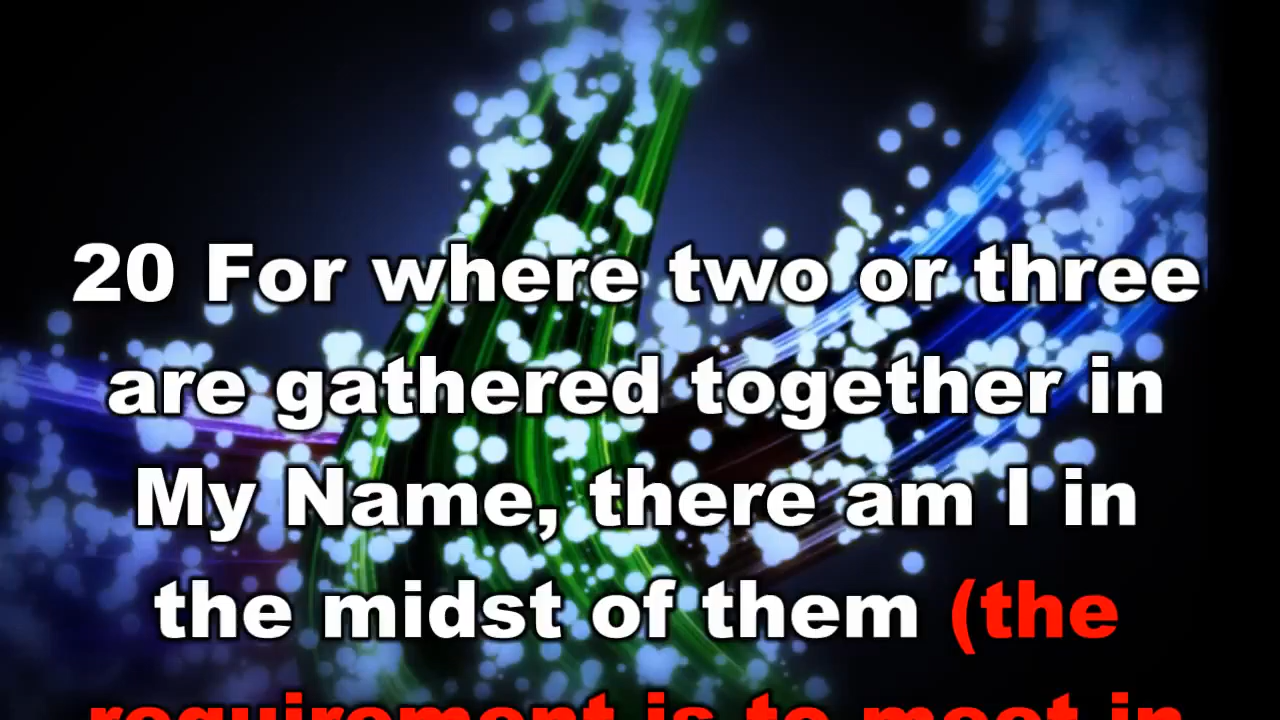 20 For where two or three
are gathered together in
My Name, there am I in
the midst of them (the
requirement is to meet in